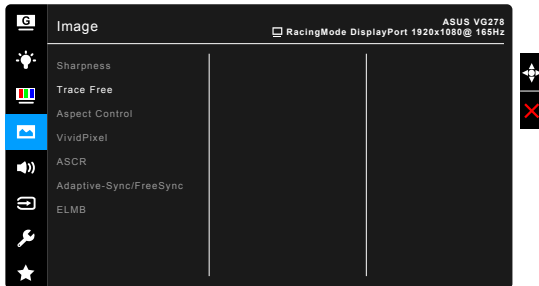 G
Image
ASUS VG278
RacingMode DisplayPort 1920x1080@ 165Hz
Sharpness
Trace Free
Aspect Control
VividPixel
ASCR
Adaptive-Sync/FreeSync
ELMB